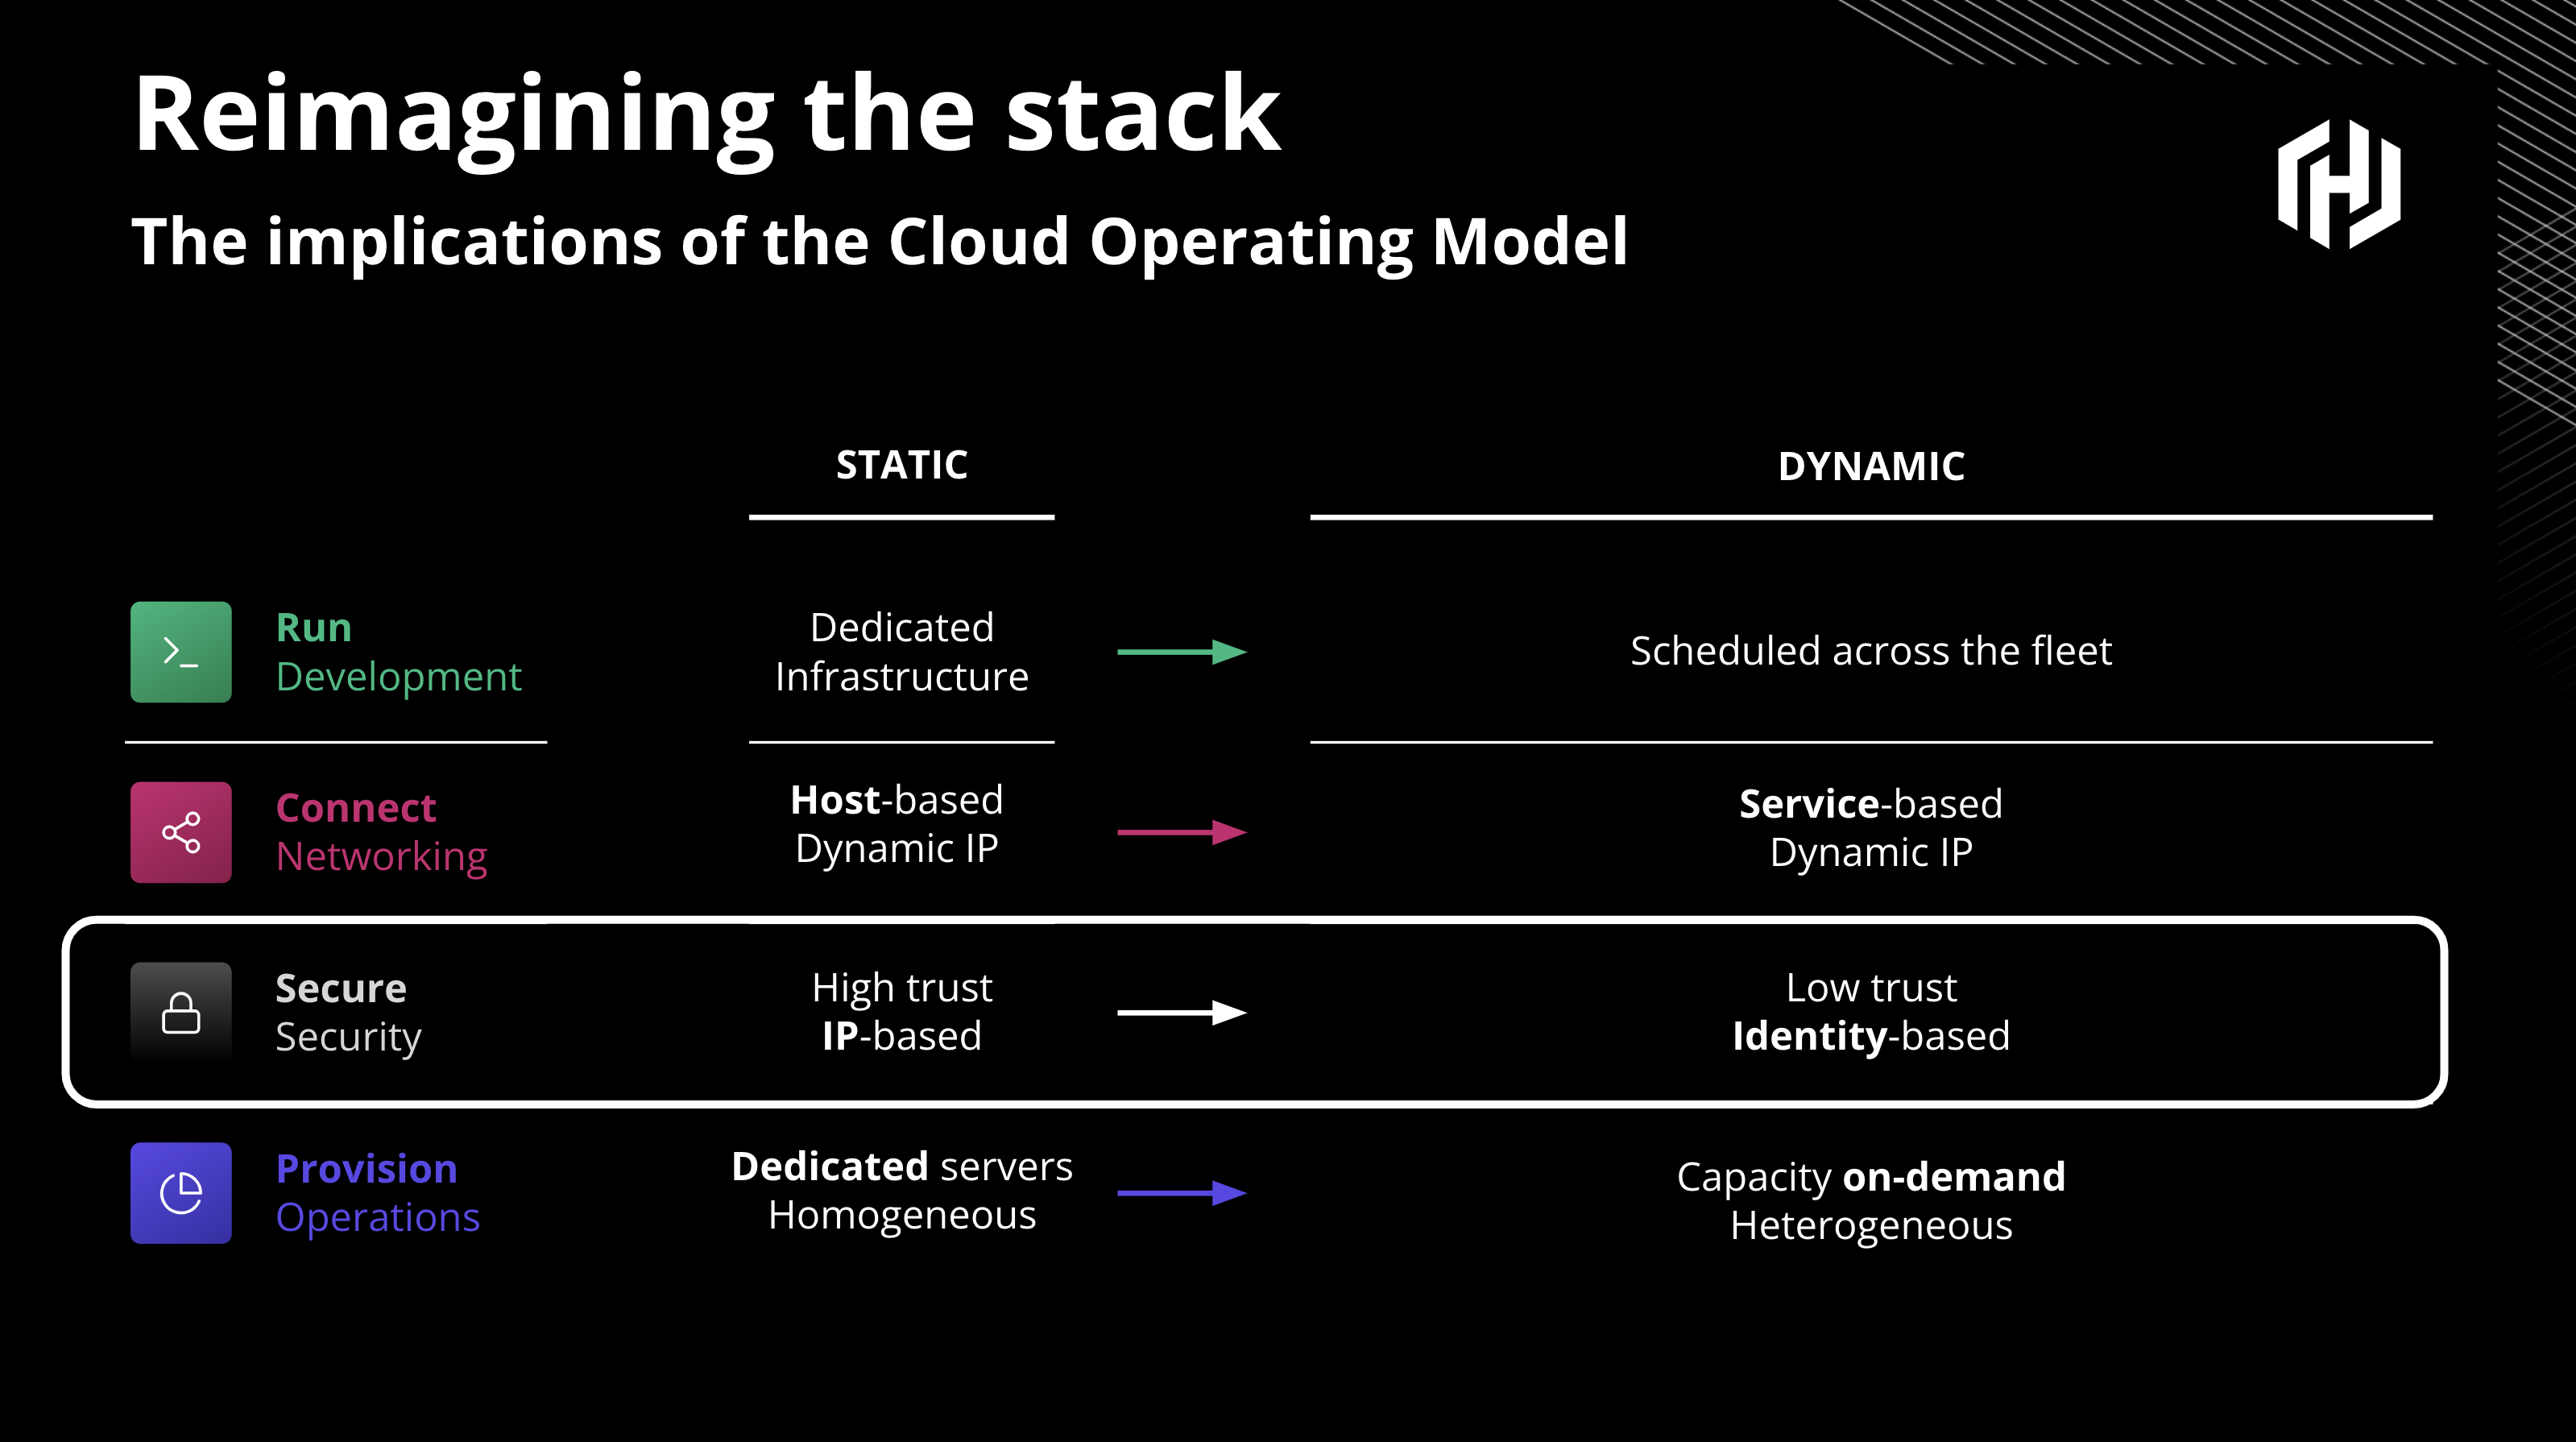 Reimagining the stack
The implications of the Cloud Operating Model
STATIC
DYNAMIC
Run
Development
Dedicated
Infrastructure
Scheduled across the fleet
Connect
Networking
Host-based
Dynamic IP
Service-based
Dynamic IP
Secure
Security
High trust
IP-based
Low trust
Identity-based
Provision
Operations
Dedicated servers
Homogeneous
Capacity on-demand
Heterogeneous